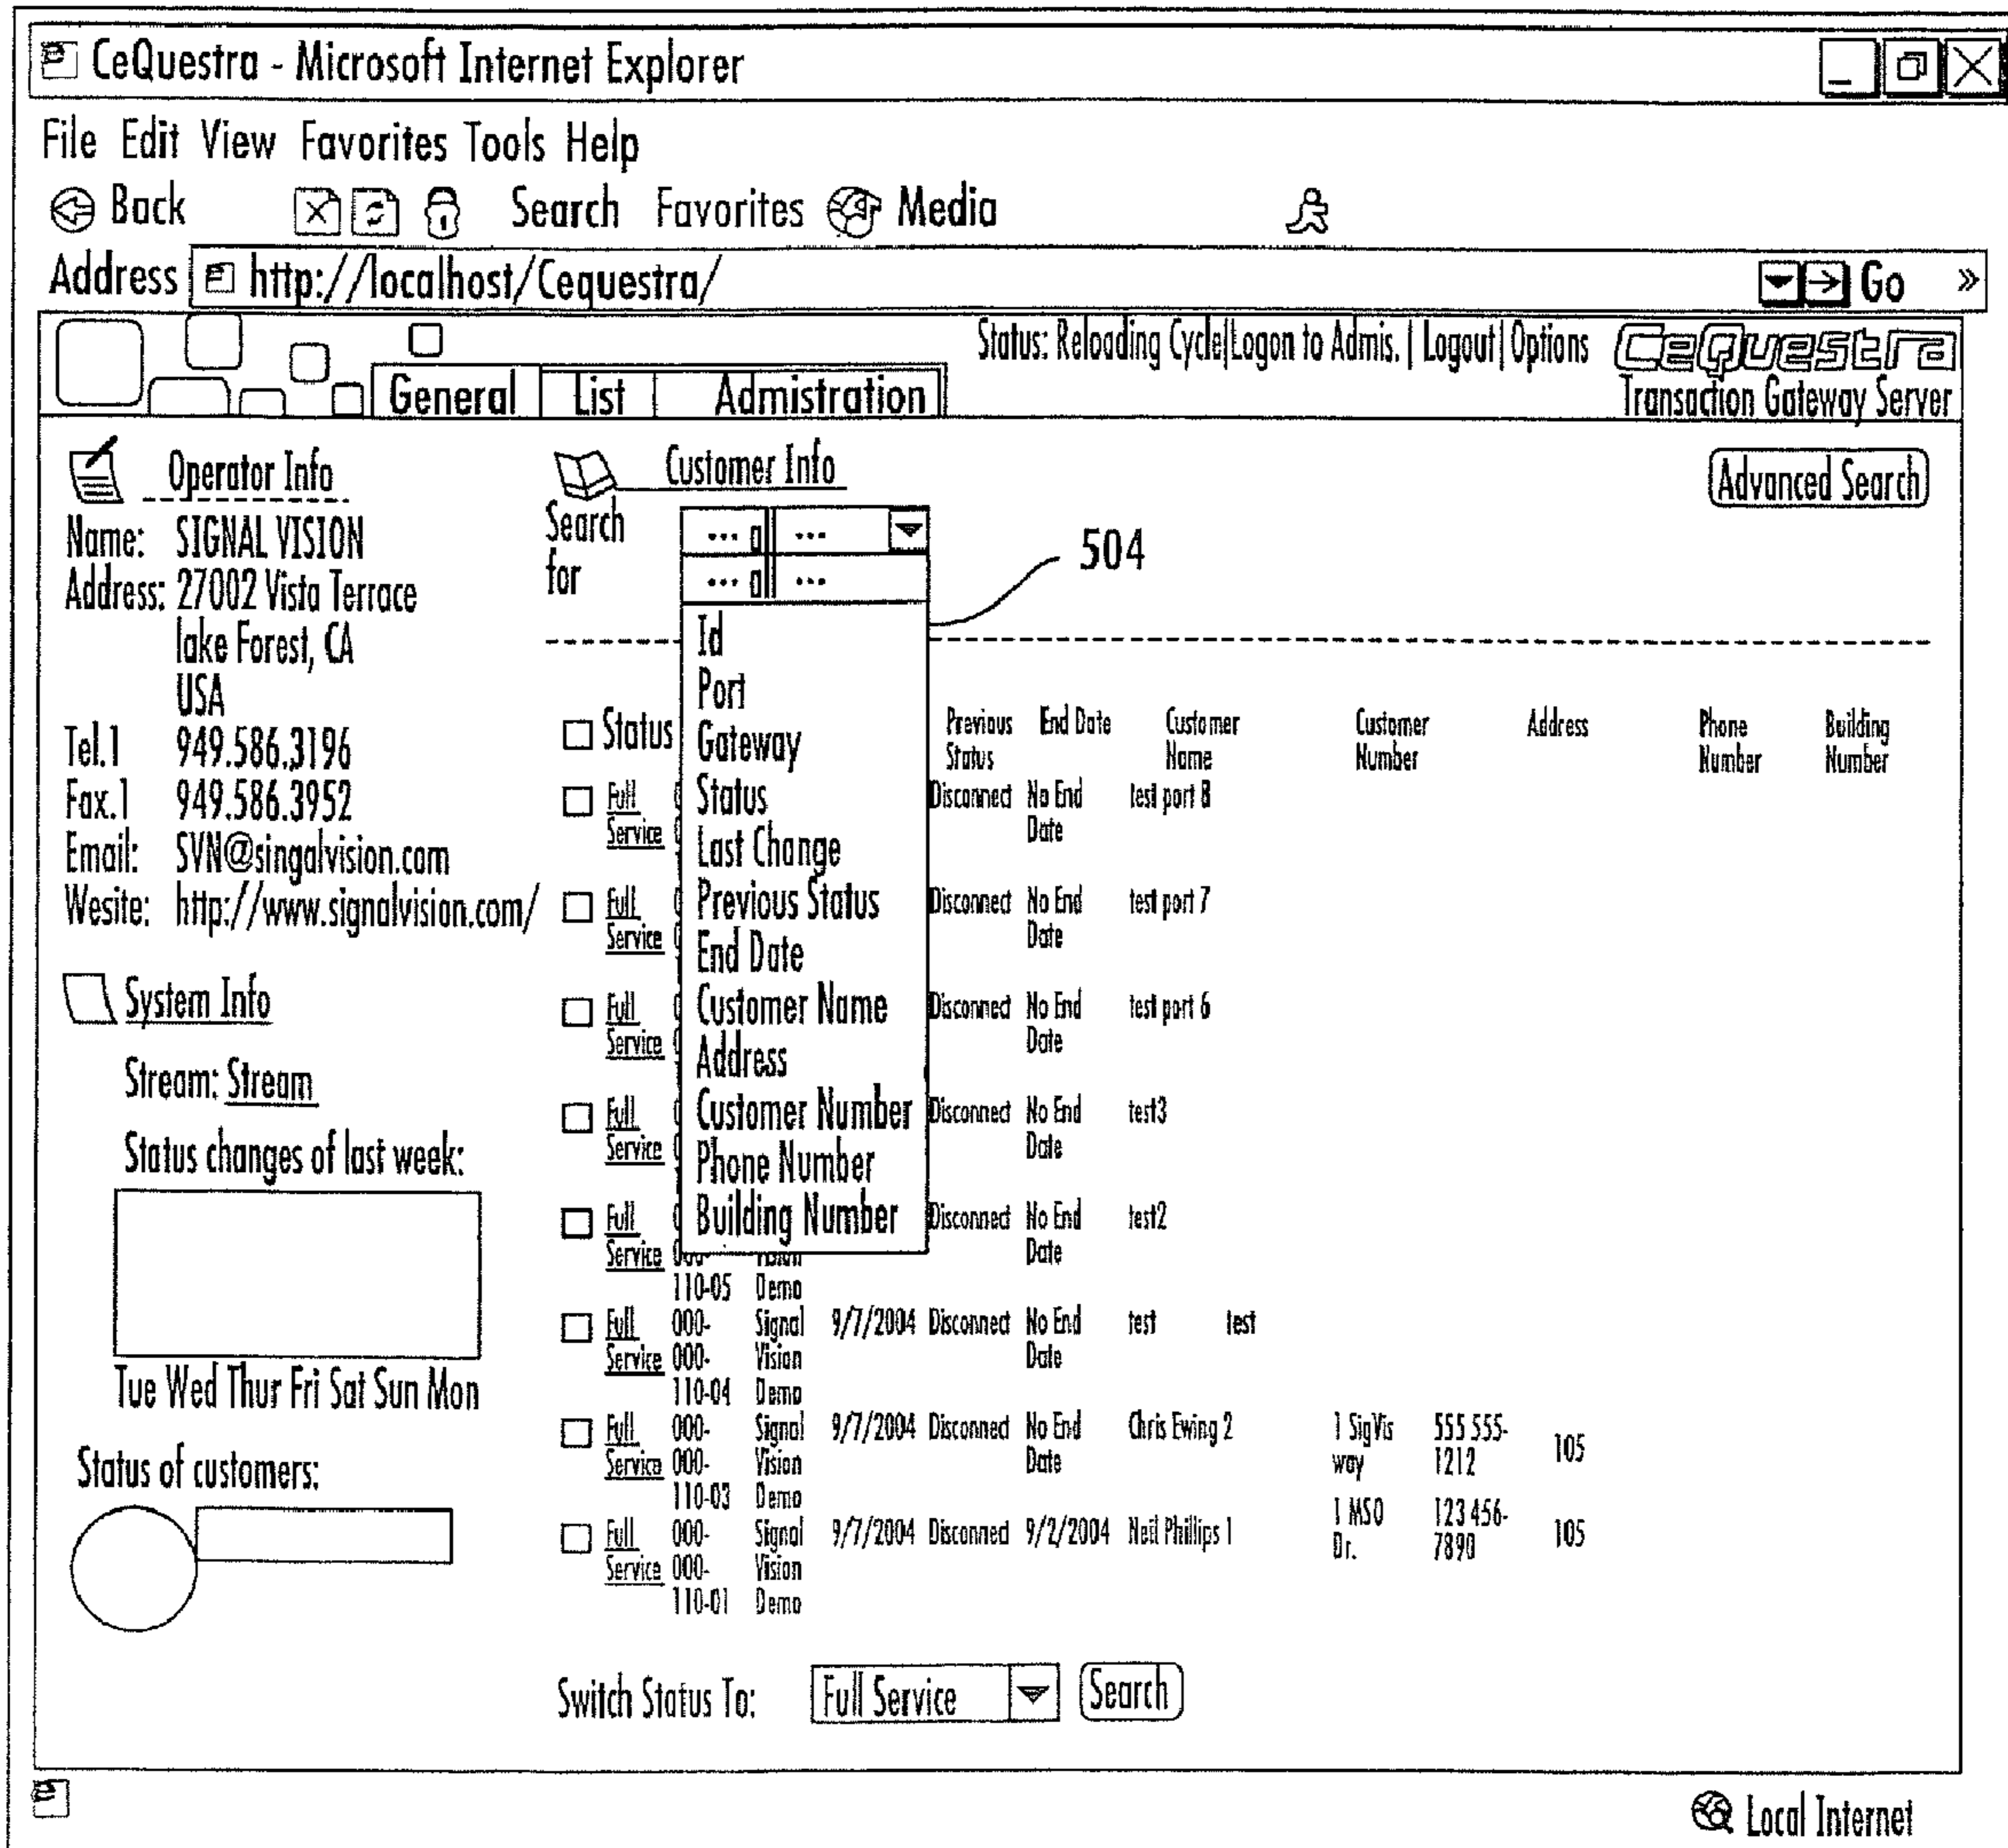 CeQuestra - Microsoft Internet Explorer
File Edit View Favorites Tools Help
Back Search Favorites Media
Address http://localhost/Cequestra/ Go »
Status: Reloading Cycle|Logon to Admis. | Logout| Options CeQuestra
General List Admistration Transaction Gateway Server
Operator Info
Name: SIGNAL VISION
Address: 27002 Vista Terrace
lake Forest, CA
USA
Tel.1 949.586.3196
Fax.1 949.586.3952
Email: SVN@singalvision.com
Wesite: http://www.signalvision.com/
System Info
Stream: Stream
Status changes of last week:
Tue Wed Thur Fri Sat Sun Mon
Status of customers:
Customer Info Advanced Search
Search for
... all ...
... all ...
504
Id
Port
Gateway
Status
Last Change
Previous Status
End Date
Customer Name
Address
Customer Number
Phone Number
Building Number
Status Previous Status End Date Customer Name Customer Number Address Phone Number Building Number
Full Service Disconned No End Date test port 8
Full Service Disconned No End Date test port 7
Full Service Disconned No End Date test port 6
Full Service Disconned No End Date test3
Full Service 000-110-05 Vision Demo Disconned No End Date test2
Full Service 000-000-110-04 Signal Vision Demo 9/7/2004 Disconned No End Date test test
Full Service 000-000-110-03 Signal Vision Demo 9/7/2004 Disconned No End Date Chris Ewing 2 1 SigVis way 555 555-1212 105
Full Service 000-000-110-01 Signal Vision Demo 9/7/2004 Disconned 9/2/2004 Neil Phillips 1 1 MSO Dr. 123 456-7890 105
Switch Status To: Full Service Search
Local Internet